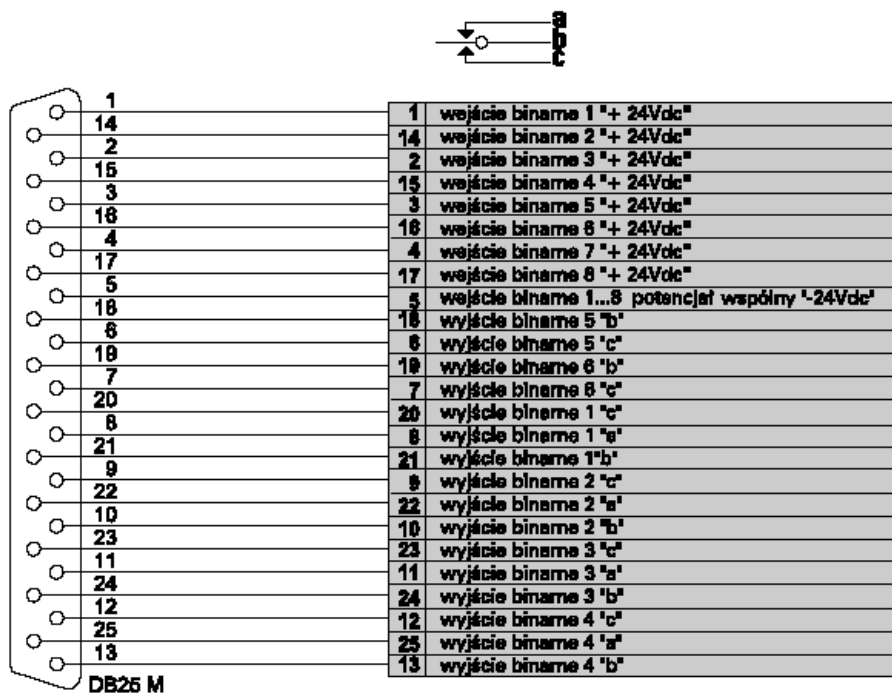 a
b
c
1
14
2
15
3
16
4
17
5
18
6
19
7
20
8
21
9
22
10
23
11
24
12
25
13
DB25 M
1 wejście binarne 1 "+ 24Vdc"
14 wejście binarne 2 "+ 24Vdc"
2 wejście binarne 3 "+ 24Vdc"
15 wejście binarne 4 "+ 24Vdc"
3 wejście binarne 5 "+ 24Vdc"
16 wejście binarne 6 "+ 24Vdc"
4 wejście binarne 7 "+ 24Vdc"
17 wejście binarne 8 "+ 24Vdc"
5 wejście binarne 1...8 potencjał wspólny "-24Vdc"
18 wyjście binarne 5 "b"
6 wyjście binarne 5 "c"
19 wyjście binarne 6 "b"
7 wyjście binarne 6 "c"
20 wyjście binarne 1 "c"
8 wyjście binarne 1 "a"
21 wyjście binarne 1"b"
9 wyjście binarne 2 "c"
22 wyjście binarne 2 "a"
10 wyjście binarne 2 "b"
23 wyjście binarne 3 "c"
11 wyjście binarne 3 "a"
24 wyjście binarne 3 "b"
12 wyjście binarne 4 "c"
25 wyjście binarne 4 "a"
13 wyjście binarne 4 "b"